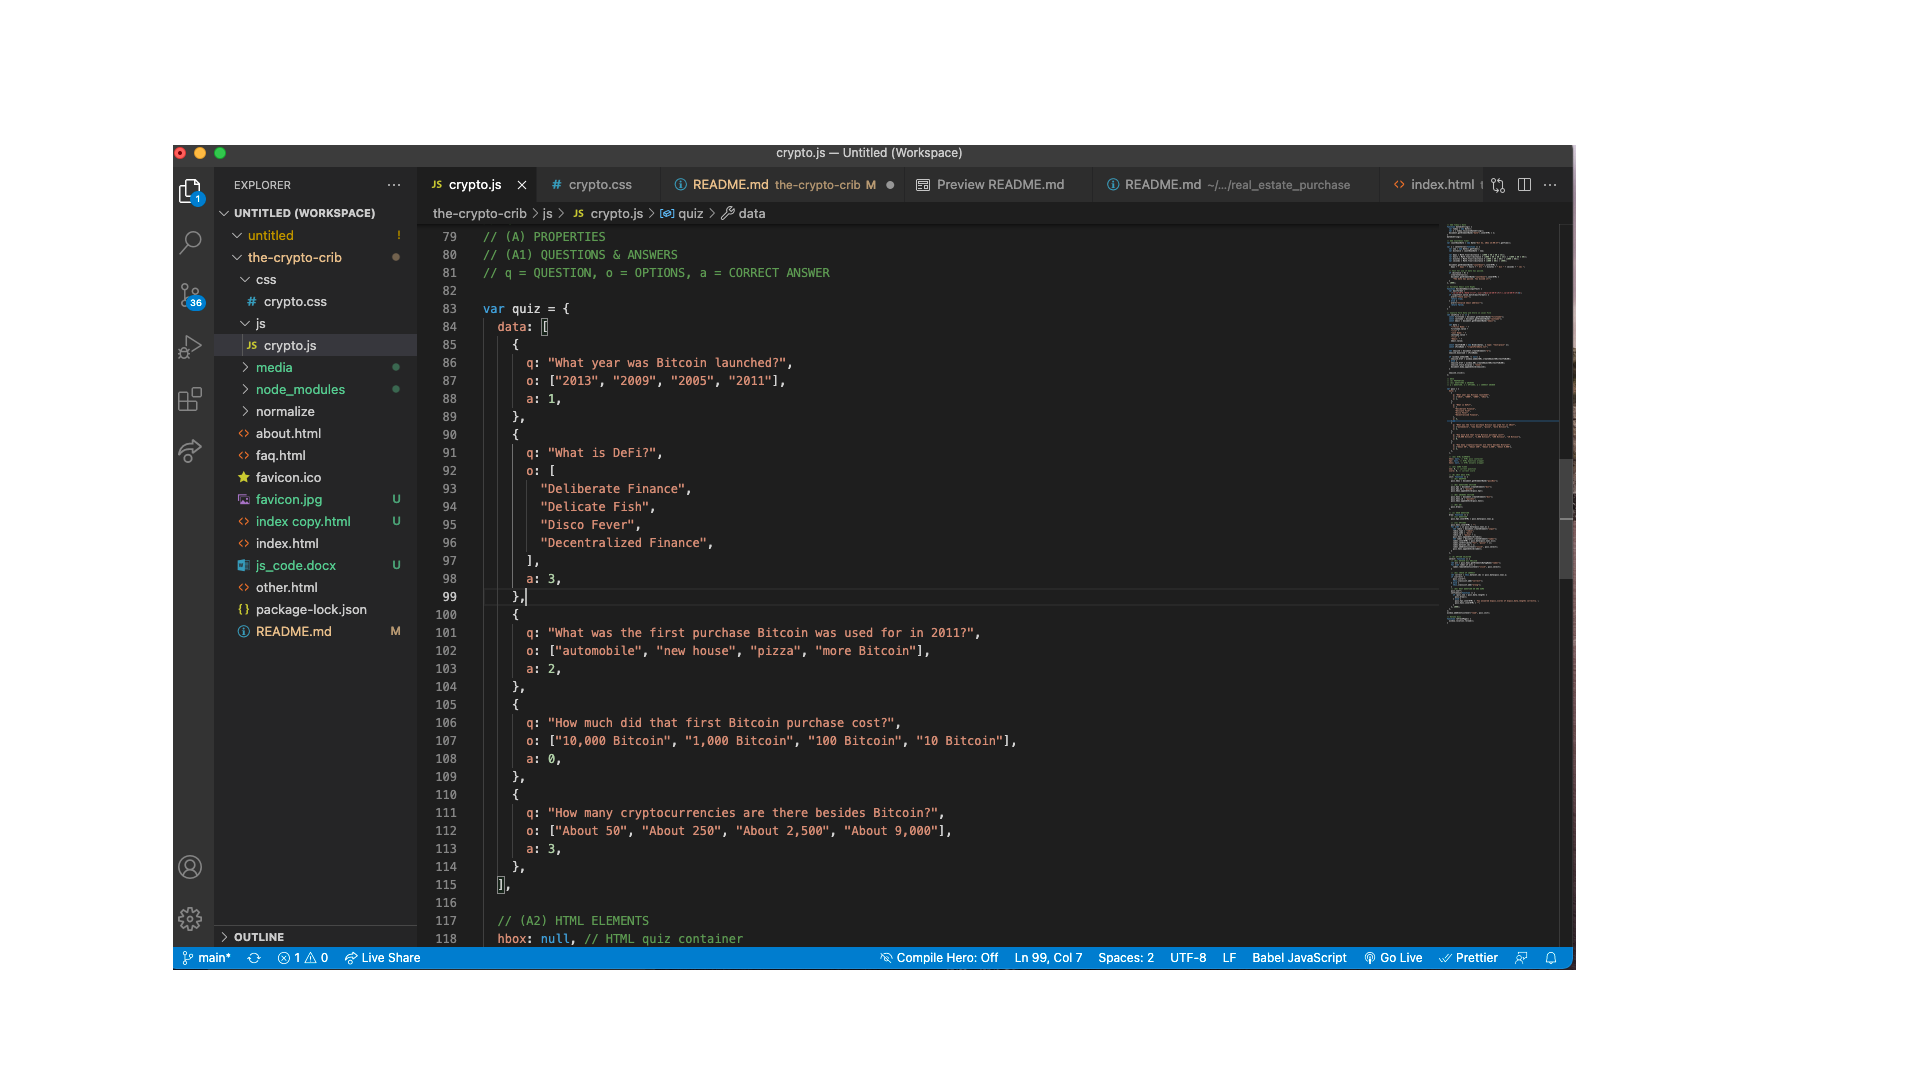 crypto.js — Untitled (Workspace)
EXPLORER
UNTITLED (WORKSPACE)
untitled !
the-crypto-crib
css
# crypto.css
js
JS crypto.js
media
node_modules
normalize
<> about.html
<> faq.html
favicon.ico
favicon.jpg U
<> index copy.html U
<> index.html
js_code.docx U
<> other.html
{} package-lock.json
README.md M
OUTLINE
1
36
JS crypto.js
# crypto.css
README.md the-crypto-crib M
Preview README.md
README.md ~/.../real_estate_purchase
<> index.html
the-crypto-crib > js > JS crypto.js > quiz > data
79 // (A) PROPERTIES
80 // (A1) QUESTIONS & ANSWERS
81 // q = QUESTION, o = OPTIONS, a = CORRECT ANSWER
82
83 var quiz = {
84 data: [
85 {
86 q: "What year was Bitcoin launched?",
87 o: ["2013", "2009", "2005", "2011"],
88 a: 1,
89 },
90 {
91 q: "What is DeFi?",
92 o: [
93 "Deliberate Finance",
94 "Delicate Fish",
95 "Disco Fever",
96 "Decentralized Finance",
97 ],
98 a: 3,
99 },
100 {
101 q: "What was the first purchase Bitcoin was used for in 2011?",
102 o: ["automobile", "new house", "pizza", "more Bitcoin"],
103 a: 2,
104 },
105 {
106 q: "How much did that first Bitcoin purchase cost?",
107 o: ["10,000 Bitcoin", "1,000 Bitcoin", "100 Bitcoin", "10 Bitcoin"],
108 a: 0,
109 },
110 {
111 q: "How many cryptocurrencies are there besides Bitcoin?",
112 o: ["About 50", "About 250", "About 2,500", "About 9,000"],
113 a: 3,
114 },
115 ],
116
117 // (A2) HTML ELEMENTS
118 hbox: null, // HTML quiz container
main* 1 0 Live Share
Compile Hero: Off Ln 99, Col 7 Spaces: 2 UTF-8 LF Babel JavaScript Go Live Prettier